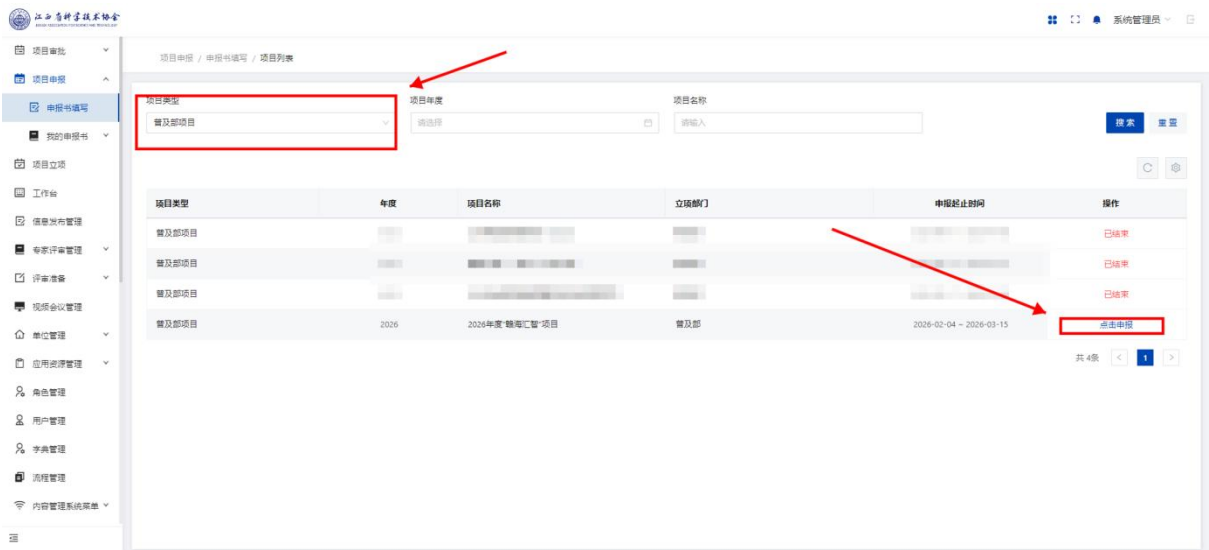 江西省科学技术协会
系统管理员
项目审批
项目申报 / 申报书填写 / 项目列表
项目申报
申报书填写
我的申报书
项目立项
工作台
信息发布管理
专家评审管理
评审准备
视频会议管理
单位管理
应用资源管理
角色管理
用户管理
字典管理
流程管理
内容管理系统菜单
项目类型 项目年度 项目名称
普及部项目 请选择 请输入 搜索 重置
项目类型 年度 项目名称 立项部门 申报起止时间 操作
普及部项目 已结束
普及部项目 已结束
普及部项目 已结束
普及部项目 2026 2026年度"赣海汇智"项目 普及部 2026-02-04 ~ 2026-03-15 点击申报
共 4条 < 1 >